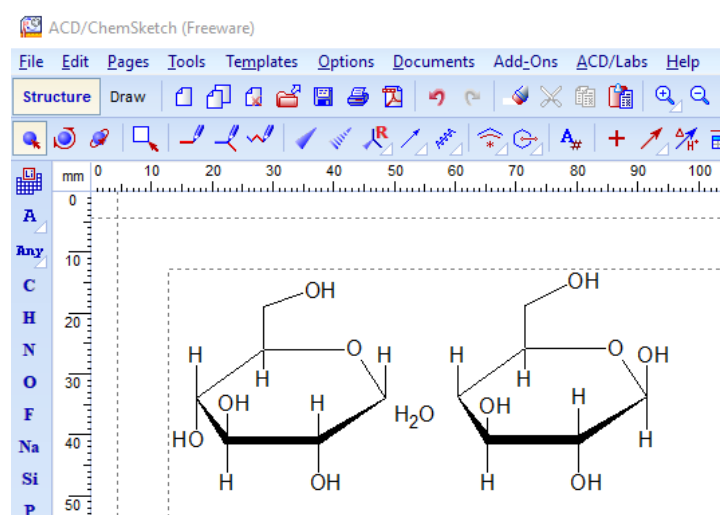 ACD/ChemSketch (Freeware)
File Edit Pages Tools Templates Options Documents Add-Ons ACD/Labs Help
Structure Draw
R A# H+
mm 0 10 20 30 40 50 60 70 80 90 100
0
A
Any
10
C
H
20
N
O
30
F
Na
40
Si
P
50
OH OH
H O H H O OH
H H
OH H H2O OH H
HO
H OH H OH H